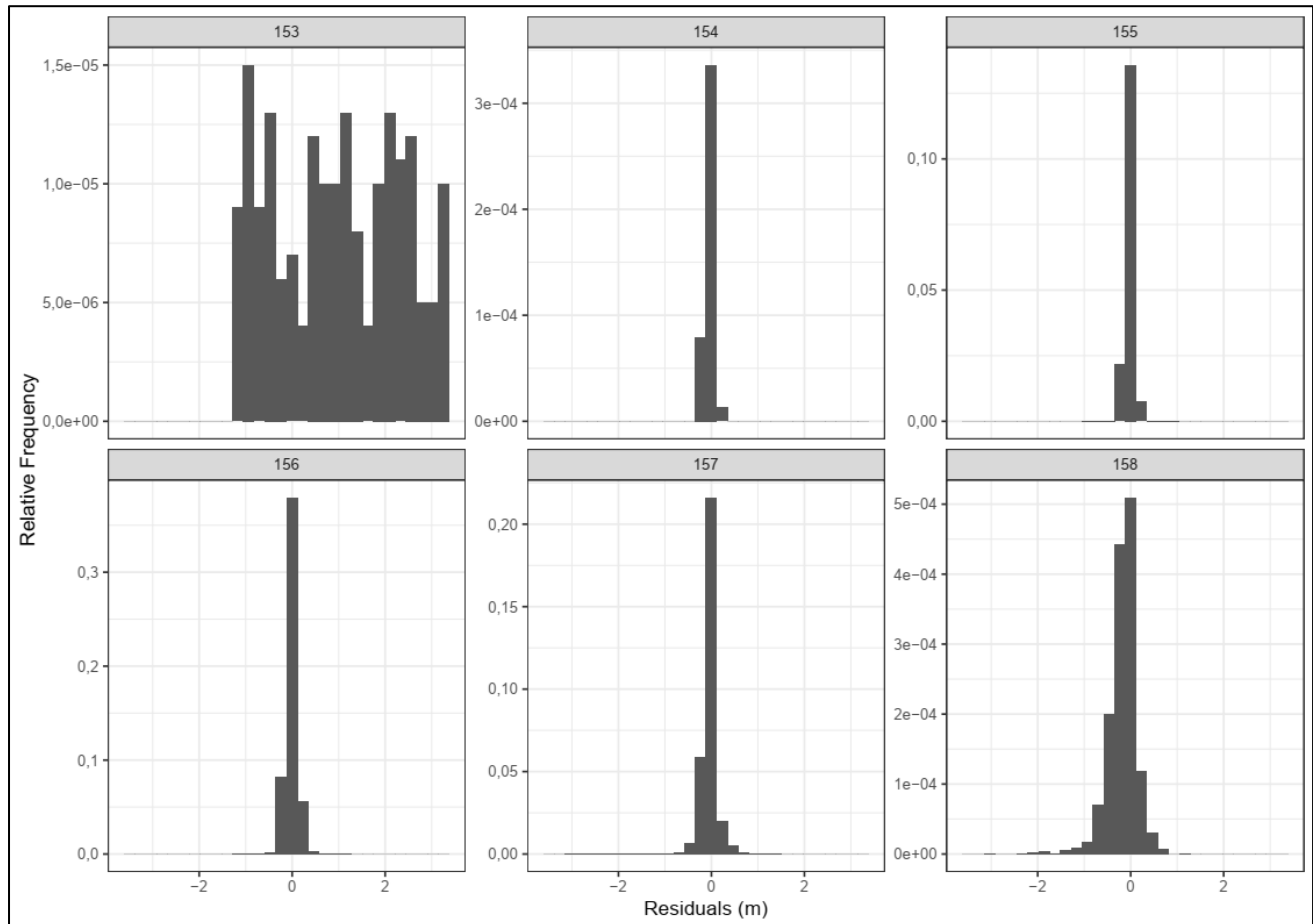 153
154
155
1,5e−05
1,0e−05
5,0e−06
0,0e+00
3e−04
2e−04
1e−04
0e+00
0,10
0,05
0,00
Relative Frequency
156
157
158
0,3
0,2
0,1
0,0
0,20
0,15
0,10
0,05
0,00
5e−04
4e−04
3e−04
2e−04
1e−04
0e+00
−2 0 2
−2 0 2
−2 0 2
Residuals (m)